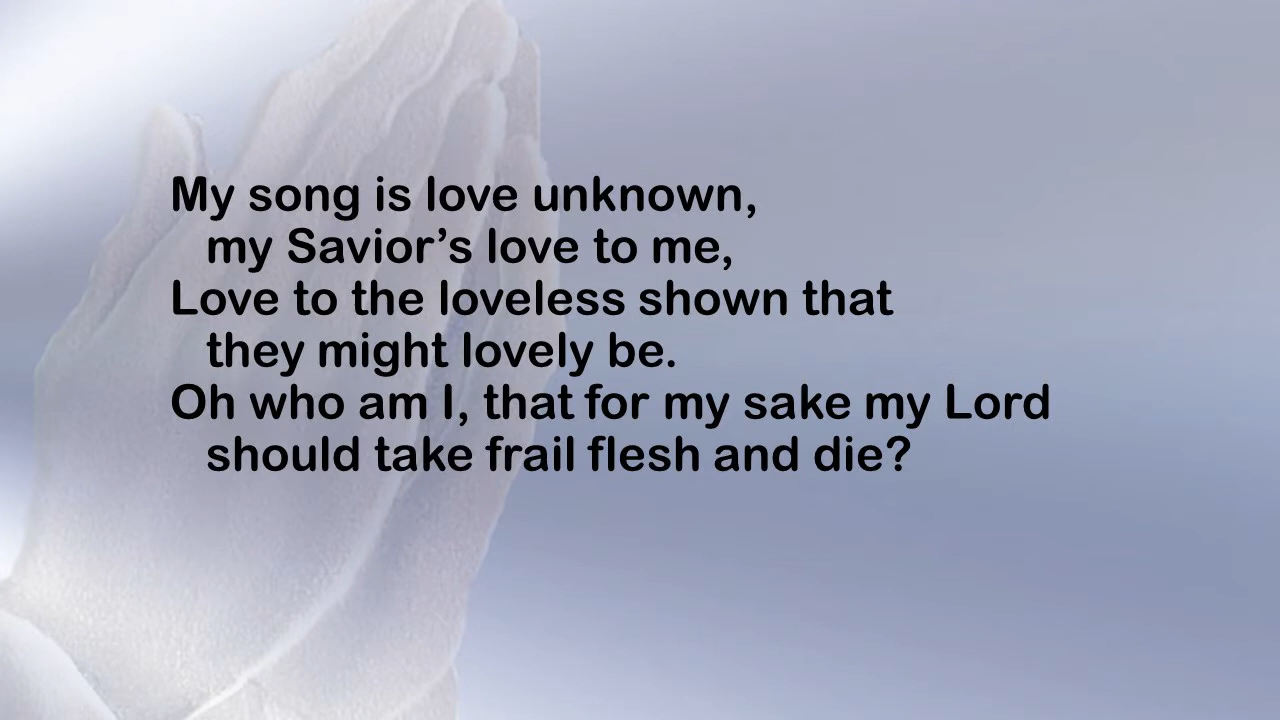 My song is love unknown,
my Savior’s love to me,
Love to the loveless shown that
they might lovely be.
Oh who am I, that for my sake my Lord
should take frail flesh and die?